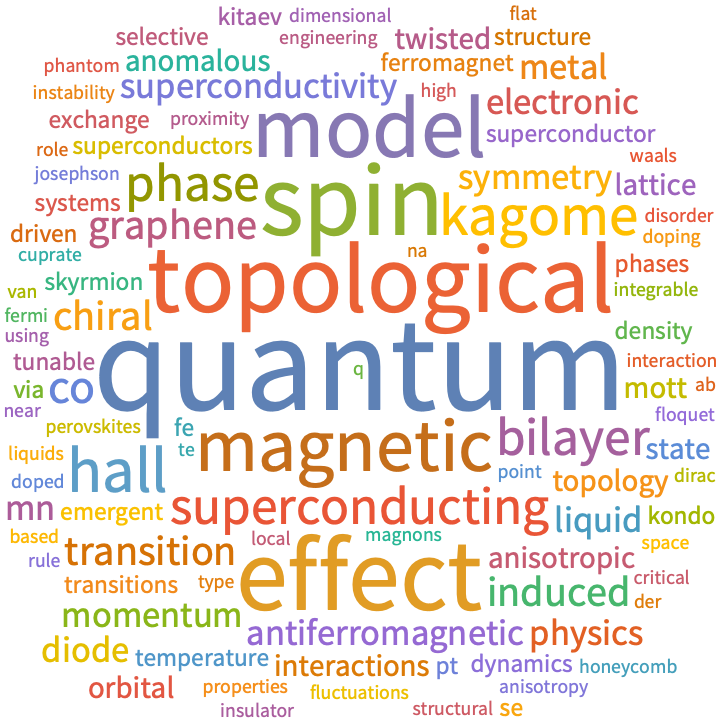 kitaev dimensional flat
selective engineering twisted structure
phantom anomalous ferromagnet metal
instability superconductivity high electronic
exchange proximity model superconductor
role superconductors waals
josephson phase spin symmetry lattice
systems graphene kagome disorder
driven doping
cuprate na phases
van skyrmion topological integrable
fermi chiral density
using quantum
tunable interaction
via co q mott ab
near perovskites fe floquet
liquids te magnetic bilayer state
doped hall point topology dirac
mn emergent superconducting liquid kondo
based local magnons space
rule transition effect anisotropic critical
transitions type induced der
momentum antiferromagnetic physics
diode temperature interactions pt dynamics honeycomb
orbital properties fluctuations anisotropy
insulator structural se